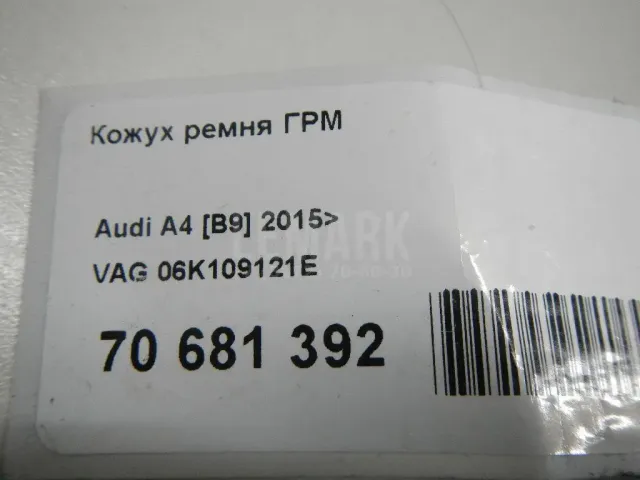 Кожух ремня ГРМ
Audi A4 [B9] 2015>
VAG 06K109121E
70 681 392